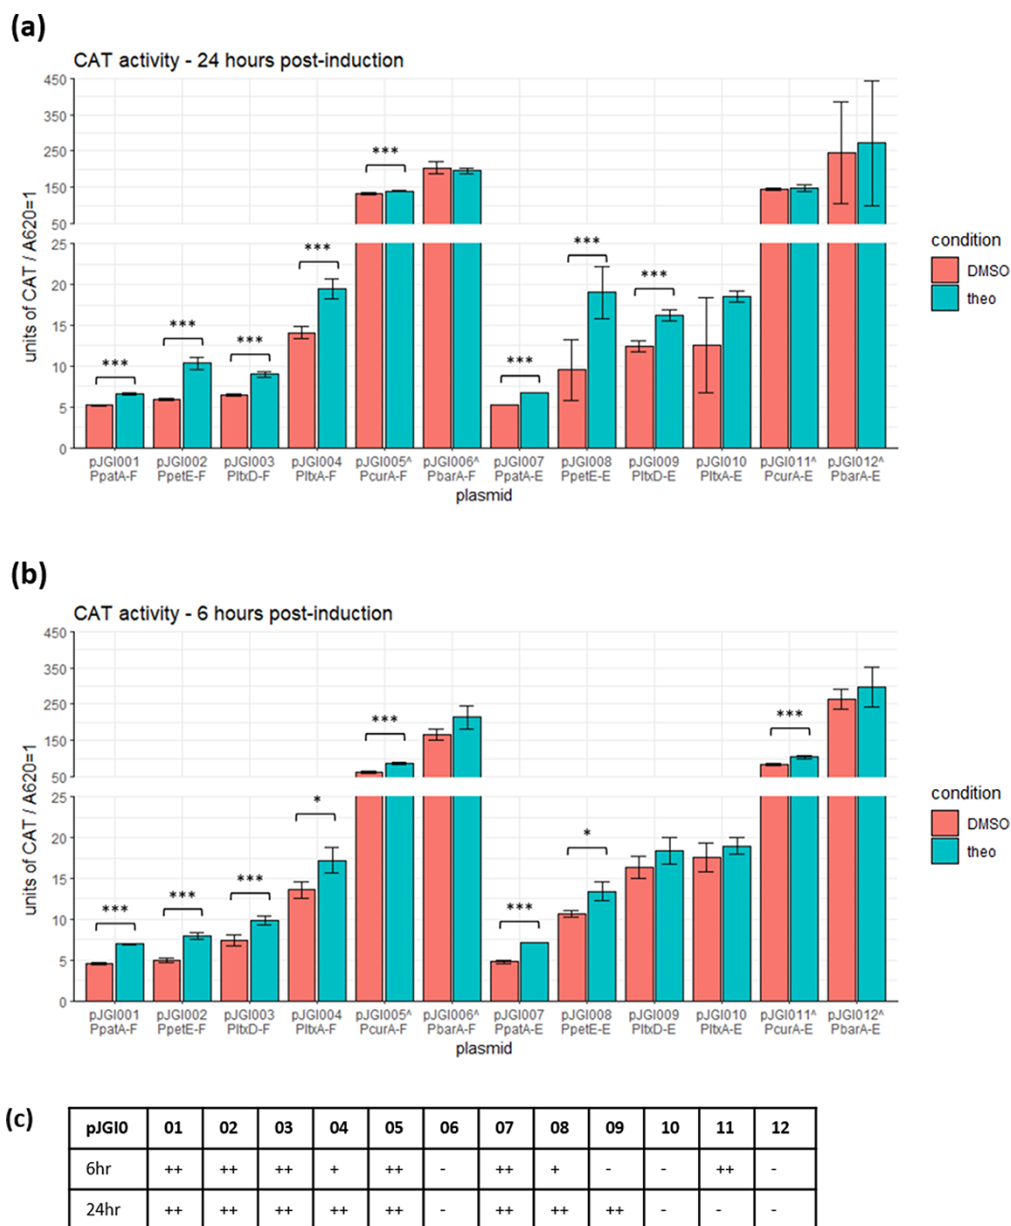 (a)
CAT activity - 24 hours post-induction
units of CAT / A620=1
450
350
250
150
50
25
20
15
10
5
0
*** *** *** *** *** *** *** ***
pJGI001 pJGI002 pJGI003 pJGI004 pJGI005^ pJGI006^ pJGI007 pJGI008 pJGI009 pJGI010 pJGI011^ pJGI012^
PpatA-F PpetE-F PltxD-F PltxA-F PcurA-F PbarA-F PpatA-E PpetE-E PltxD-E PltxA-E PcurA-E PbarA-E
plasmid
condition
DMSO
theo
(b)
CAT activity - 6 hours post-induction
units of CAT / A620=1
450
350
250
150
50
25
20
15
10
5
0
*** *** *** * *** *** * ***
pJGI001 pJGI002 pJGI003 pJGI004 pJGI005^ pJGI006^ pJGI007 pJGI008 pJGI009 pJGI010 pJGI011^ pJGI012^
PpatA-F PpetE-F PltxD-F PltxA-F PcurA-F PbarA-F PpatA-E PpetE-E PltxD-E PltxA-E PcurA-E PbarA-E
plasmid
condition
DMSO
theo
(c)
pJGI0 01 02 03 04 05 06 07 08 09 10 11 12
6hr ++ ++ ++ + ++ - ++ + - - ++ -
24hr ++ ++ ++ ++ ++ - ++ ++ ++ - - -